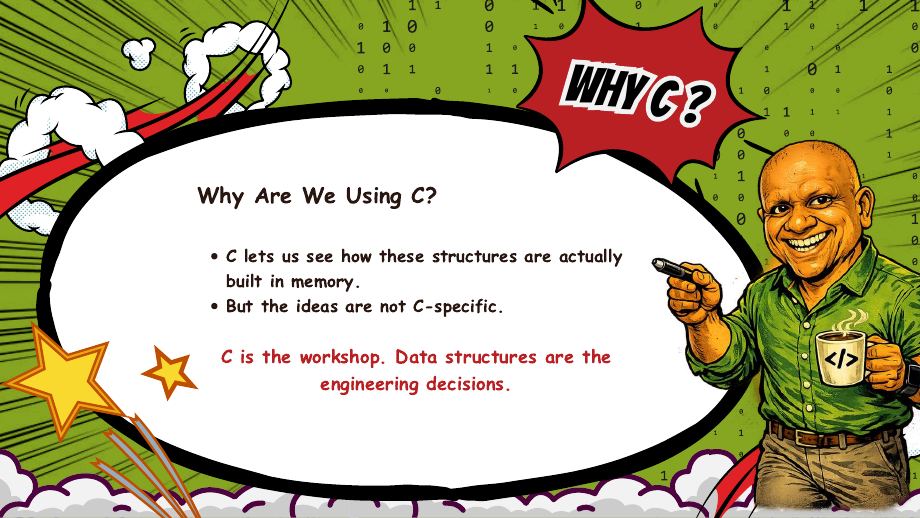 WHY C?
Why Are We Using C?
• C lets us see how these structures are actually
built in memory.
• But the ideas are not C-specific.
C is the workshop. Data structures are the
engineering decisions.
</>